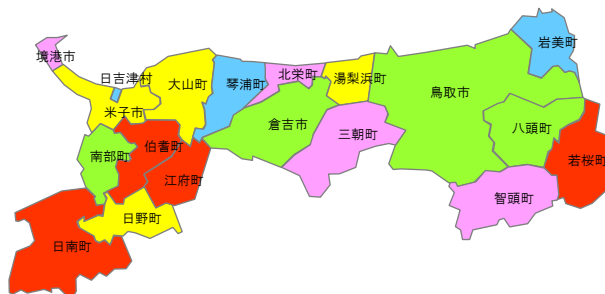 境港市
日吉津村
米子市
大山町
琴浦町
北栄町
湯梨浜町
鳥取市
岩美町
倉吉市
三朝町
八頭町
若桜町
智頭町
南部町
伯耆町
江府町
日野町
日南町